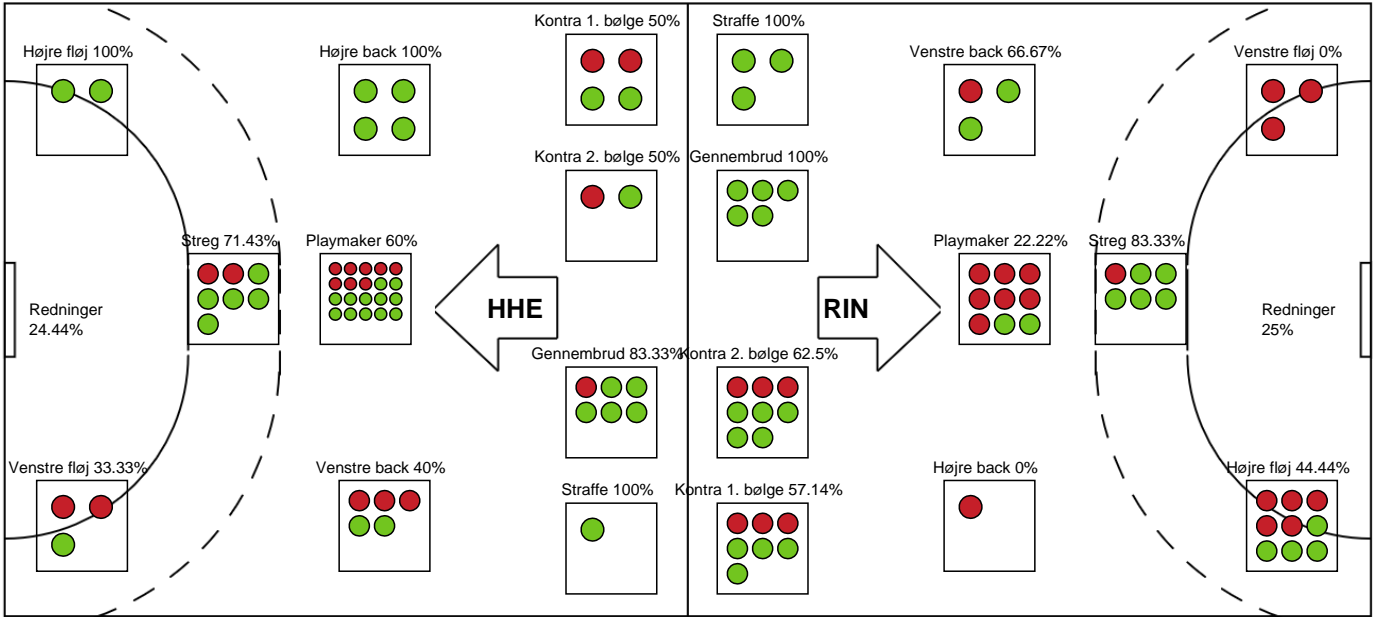 Kontra 1. bølge 50%
Straffe 100%
Højre fløj 100%
Højre back 100%
Venstre back 66.67%
Venstre fløj 0%
Kontra 2. bølge 50%
Gennembrud 100%
Streg 71.43%
Playmaker 60%
Playmaker 22.22%
Streg 83.33%
Redninger
24.44%
HHE
RIN
Redninger
25%
Gennembrud 83.33%
Kontra 2. bølge 62.5%
Venstre fløj 33.33%
Venstre back 40%
Straffe 100%
Kontra 1. bølge 57.14%
Højre back 0%
Højre fløj 44.44%